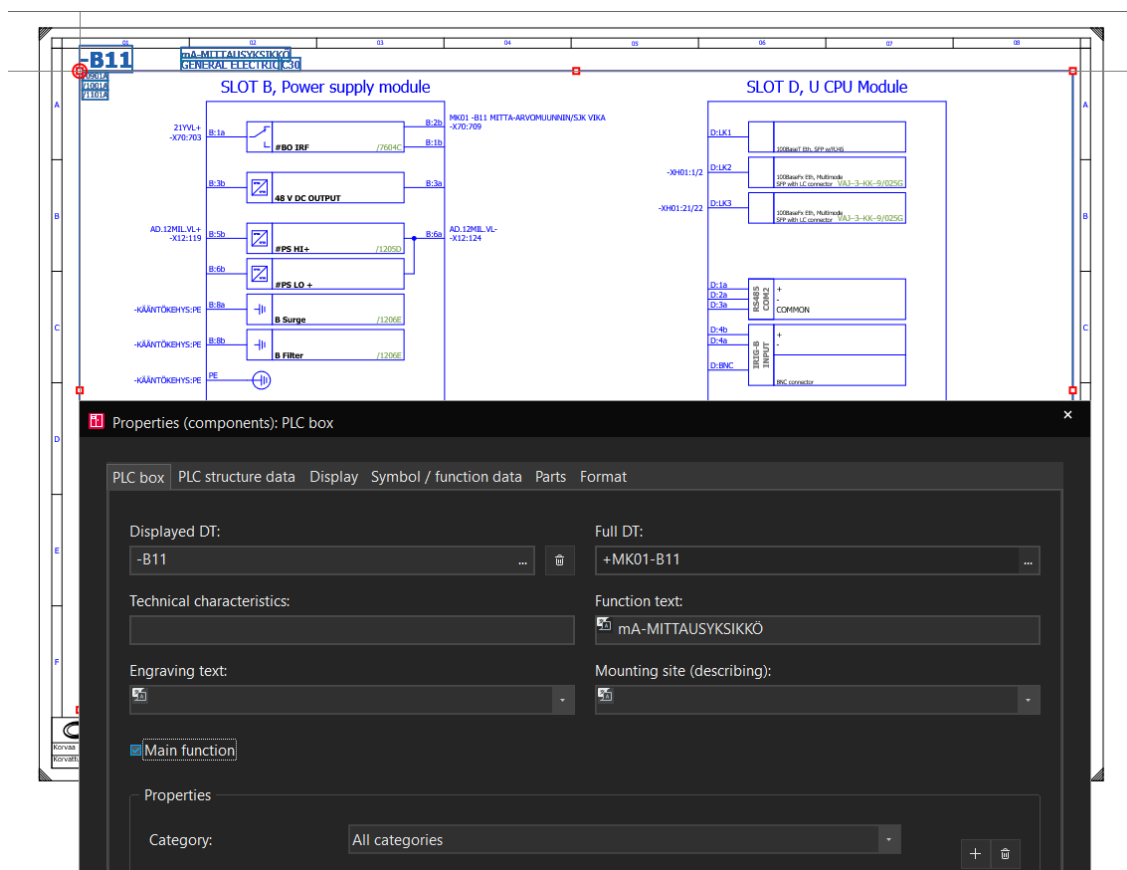 01 02 03 04 05 06 07 08
-B11
mA-MITTAUSYKSIKKÖ
GENERAL ELECTRIC C30
/0901A
/1001A
/1101A
SLOT B, Power supply module
SLOT D, U CPU Module
A
A
21YVL+
-X70:703
B:1a
#BO IRF
/7604C
B:2b
B:1b
MK01 -B11 MITTA-ARVOMUUNNIN/SJK VIKA
-X70:709
B:3b
48 V DC OUTPUT
B:3a
B
B
AD.12MIL.VL+
-X12:119
B:5b
#PS HI+
/1205D
B:6a
AD.12MIL.VL-
-X12:124
B:6b
#PS LO +
-KÄÄNTÖKEHYS:PE
B:8a
B Surge
/1206E
C
C
-KÄÄNTÖKEHYS:PE
B:8b
B Filter
/1206E
-KÄÄNTÖKEHYS:PE
PE
D:LK1
100BaseT Eth. SFP w/RJ45
-XH01:1/2
D:LK2
100BaseFx Eth, Multimode
SFP with LC connector
VAJ-3-KK-9/025G
-XH01:21/22
D:LK3
100BaseFx Eth, Multimode
SFP with LC connector
VAJ-3-KK-9/025G
D:1a
D:2a
D:3a
RS485
COM2
+
-
COMMON
D:4b
D:4a
D:BNC
IRIG-B
INPUT
+
-
BNC connector
D
D
E
E
F
F
Korvaa
Properties (components): PLC box
×
PLC box PLC structure data Display Symbol / function data Parts Format
Displayed DT: Full DT:
-B11 ... +MK01-B11 ...
Technical characteristics: Function text:
mA-MITTAUSYKSIKKÖ
Engraving text: Mounting site (describing):
Main function
Properties
Category: All categories
+